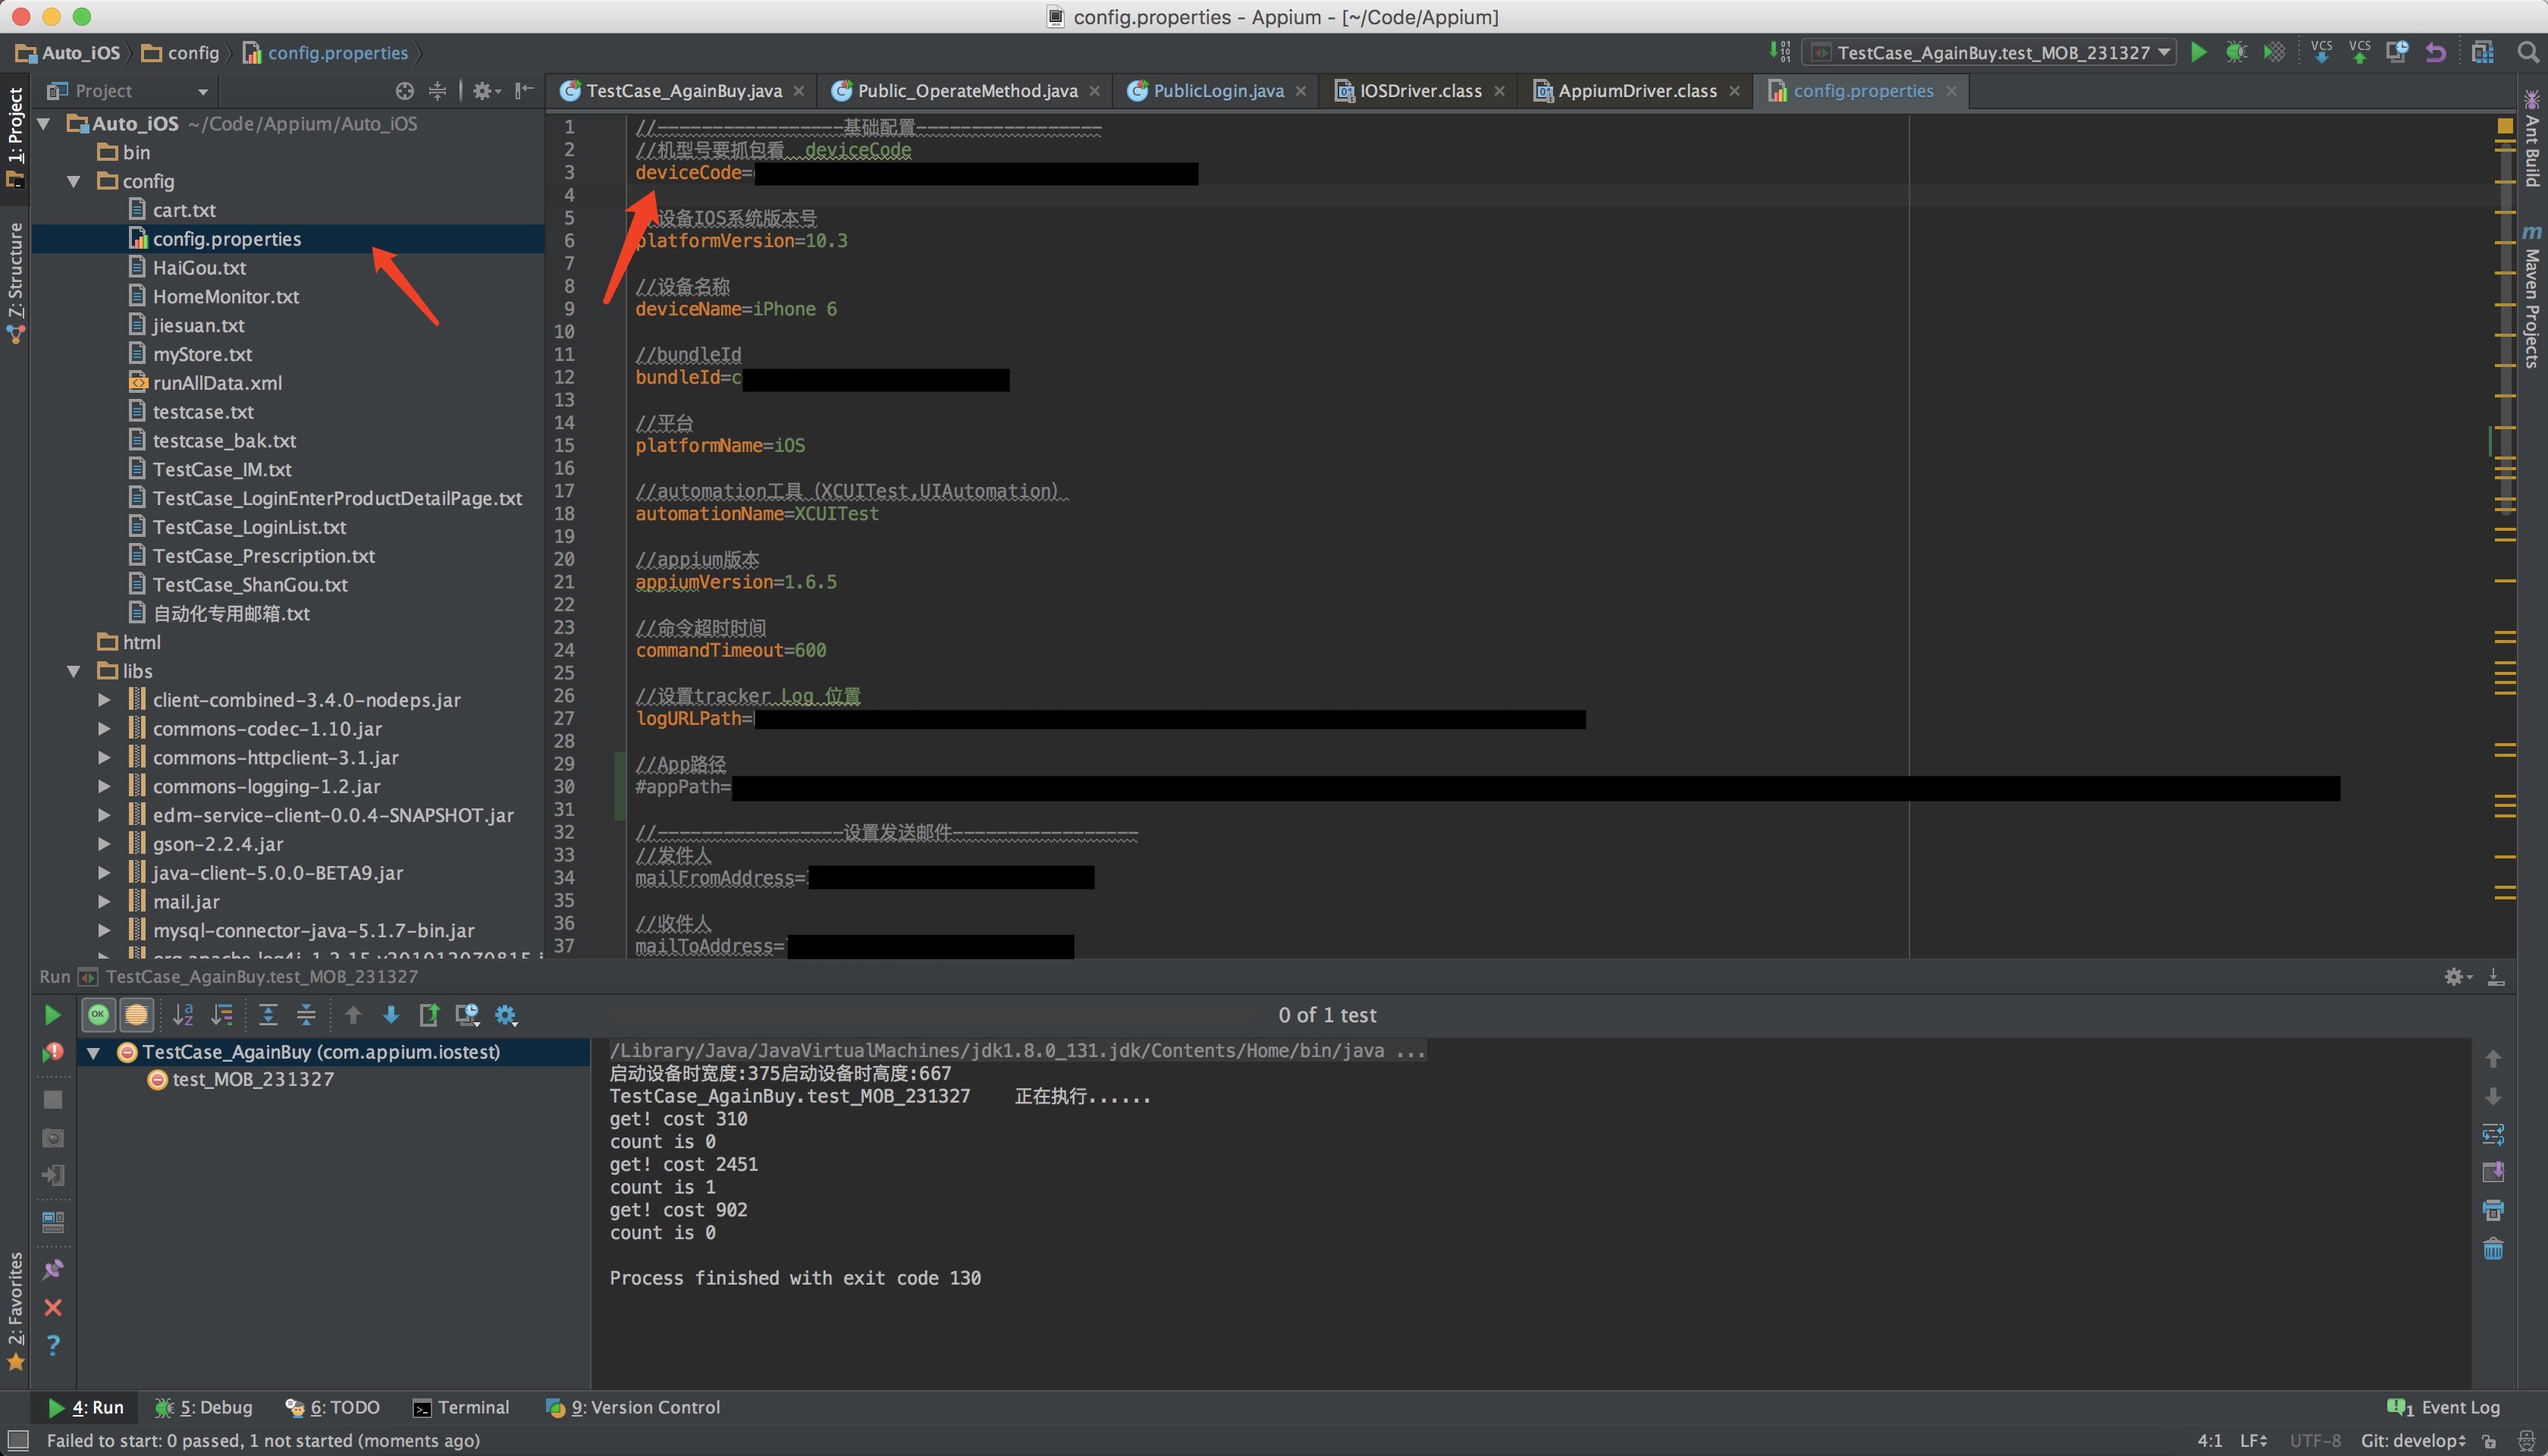 config.properties - Appium - [~/Code/Appium]
Auto_iOS config config.properties
TestCase_AgainBuy.test_MOB_231327
VCS VCS
Project
TestCase_AgainBuy.java Public_OperateMethod.java PublicLogin.java IOSDriver.class AppiumDriver.class config.properties
1: Project
Z: Structure
2: Favorites
Ant Build
Maven Projects
Auto_iOS ~/Code/Appium/Auto_iOS
bin
config
cart.txt
config.properties
HaiGou.txt
HomeMonitor.txt
jiesuan.txt
myStore.txt
runAllData.xml
testcase.txt
testcase_bak.txt
TestCase_IM.txt
TestCase_LoginEnterProductDetailPage.txt
TestCase_LoginList.txt
TestCase_Prescription.txt
TestCase_ShanGou.txt
自动化专用邮箱.txt
html
libs
client-combined-3.4.0-nodeps.jar
commons-codec-1.10.jar
commons-httpclient-3.1.jar
commons-logging-1.2.jar
edm-service-client-0.0.4-SNAPSHOT.jar
gson-2.2.4.jar
java-client-5.0.0-BETA9.jar
mail.jar
mysql-connector-java-5.1.7-bin.jar
1 //-----------------基础配置-----------------
2 //机型号要抓包看 deviceCode
3 deviceCode=
4
5 设备IOS系统版本号
6 platformVersion=10.3
7
8 //设备名称
9 deviceName=iPhone 6
10
11 //bundleId
12 bundleId=c
13
14 //平台
15 platformName=iOS
16
17 //automation工具（XCUITest,UIAutomation）
18 automationName=XCUITest
19
20 //appium版本
21 appiumVersion=1.6.5
22
23 //命令超时时间
24 commandTimeout=600
25
26 //设置tracker Log 位置
27 logURLPath=
28
29 //App路径
30 #appPath=
31
32 //-----------------设置发送邮件-----------------
33 //发件人
34 mailFromAddress=
35
36 //收件人
37 mailToAddress=
Run TestCase_AgainBuy.test_MOB_231327
OK
0 of 1 test
TestCase_AgainBuy (com.appium.iostest)
test_MOB_231327
/Library/Java/JavaVirtualMachines/jdk1.8.0_131.jdk/Contents/Home/bin/java ...
启动设备时宽度:375启动设备时高度:667
TestCase_AgainBuy.test_MOB_231327 正在执行......
get! cost 310
count is 0
get! cost 2451
count is 1
get! cost 902
count is 0
Process finished with exit code 130
4: Run 5: Debug 6: TODO Terminal 9: Version Control 1 Event Log
Failed to start: 0 passed, 1 not started (moments ago) 4:1 LF UTF-8 Git: develop